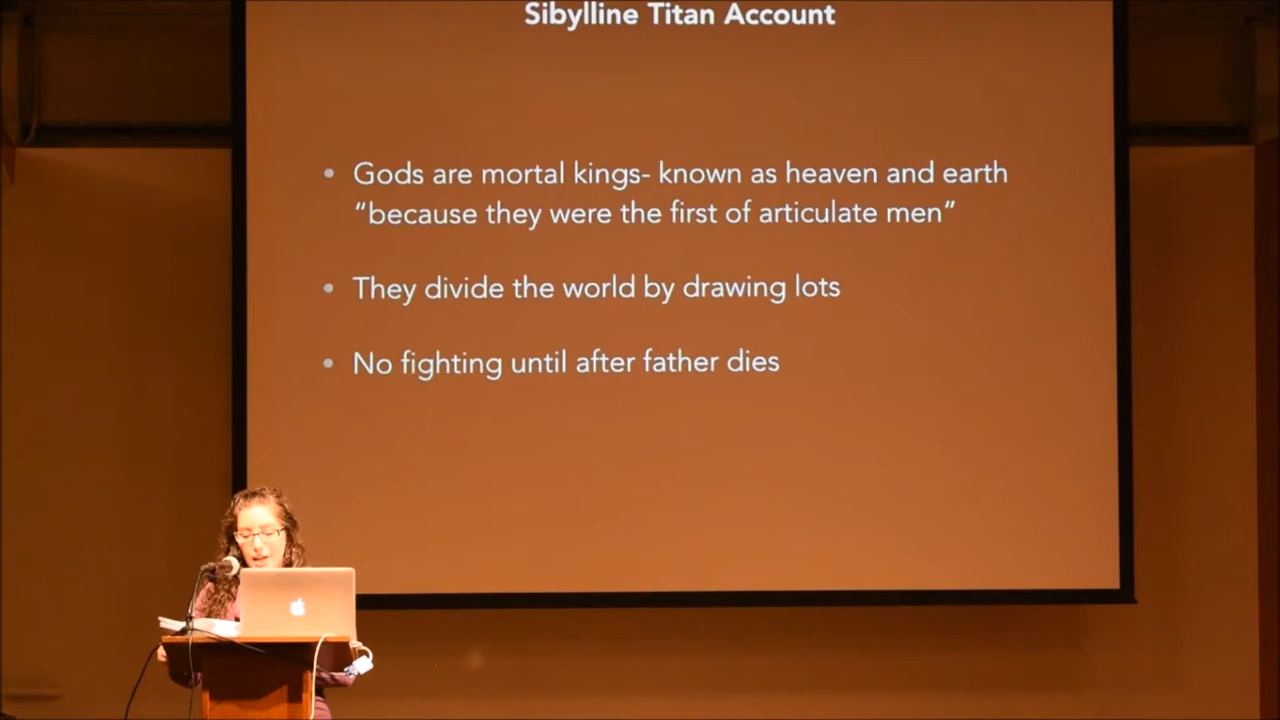 Sibylline Titan Account
• Gods are mortal kings- known as heaven and earth
“because they were the first of articulate men”
• They divide the world by drawing lots
• No fighting until after father dies